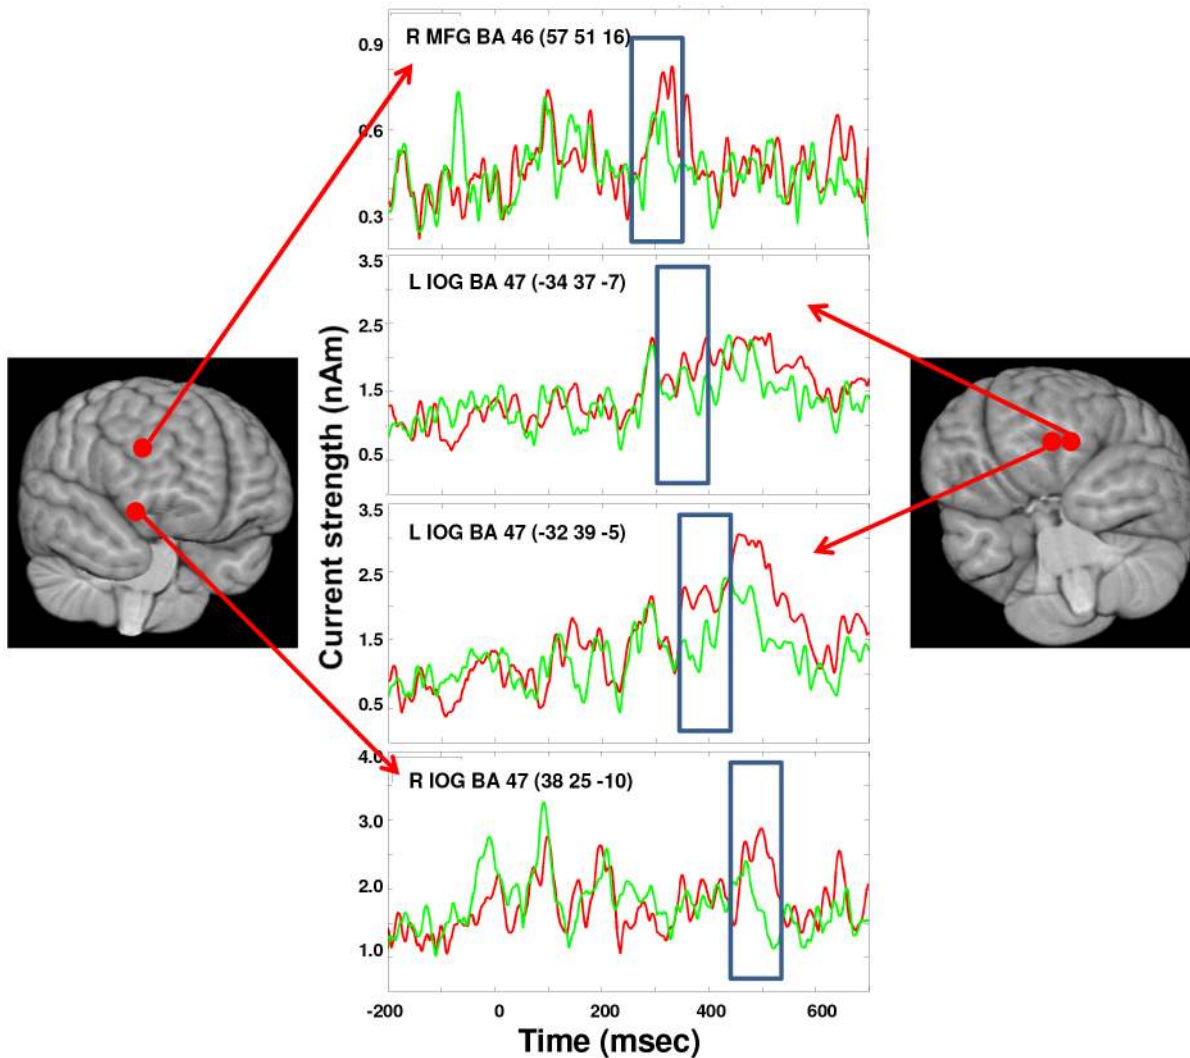 R MFG BA 46 (57 51 16)
0.9
0.6
0.3
L IOG BA 47 (-34 37 -7)
3.5
2.5
1.5
0.5
Current strength (nAm)
L IOG BA 47 (-32 39 -5)
3.5
2.5
1.5
0.5
R IOG BA 47 (38 25 -10)
4.0
3.0
2.0
1.0
-200 0 200 400 600
Time (msec)